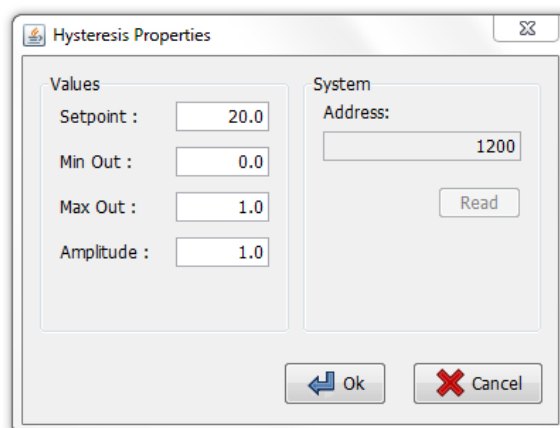 Hysteresis Properties
Values
Setpoint : 20.0
Min Out : 0.0
Max Out : 1.0
Amplitude : 1.0
System
Address:
1200
Read
Ok
Cancel